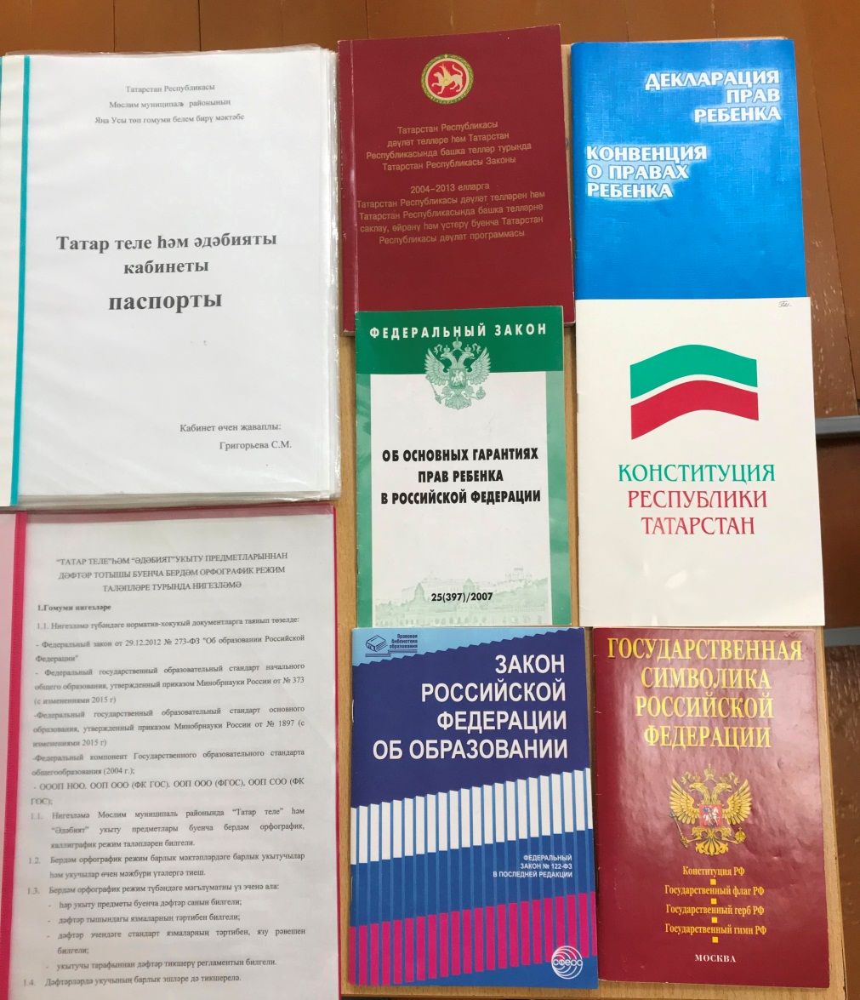 Татарстан Республикасы
Мөслим муниципаль районының
Яңа Усы төп гомуми белем бирү мәктәбе
Татар теле һәм әдәбияты
кабинеты
паспорты
Кабинет өчен җаваплы:
Григорьева С.М.
Татарстан Республикасы
дәүләт телләре һәм Татарстан
Республикасында башка телләр турында
Татарстан Республикасы Законы
2004–2013 елларга
Татарстан Республикасы дәүләт телләрен һәм
Татарстан Республикасында башка телләрне
саклау, өйрәнү һәм үстерү буенча Татарстан
Республикасы дәүләт программасы
ДЕКЛАРАЦИЯ
ПРАВ
РЕБЕНКА
КОНВЕНЦИЯ
О ПРАВАХ
РЕБЕНКА
ФЕДЕРАЛЬНЫЙ ЗАКОН
ОБ ОСНОВНЫХ ГАРАНТИЯХ
ПРАВ РЕБЕНКА
В РОССИЙСКОЙ ФЕДЕРАЦИИ
25(397)/2007
КОНСТИТУЦИЯ
РЕСПУБЛИКИ
ТАТАРСТАН
“ТАТАР ТЕЛЕ”ҺӘМ “ӘДӘБИЯТ”УКЫТУ ПРЕДМЕТЛАРЫННАН
ДӘФТӘР ТОТЫШЫ БУЕНЧА БЕРДӘМ ОРФОГРАФИК РЕЖИМ
ТАЛӘПЛӘРЕ ТУРЫНДА НИГЕЗЛӘМӘ
1.Гомуми нигезләре
1.1. Нигезләмә түбәндәге норматив-хокукый документларга таянып төзелде:
- Федеральный закон от 29.12.2012 № 273-ФЗ "Об образовании Российской
Федерации"
- Федеральный государственный образовательный стандарт начального
общего образования, утвержденный приказом Минобрнауки России от № 373
(с изменениями 2015 г)
-Федеральный государственный образовательный стандарт основного
образования, утвержденный приказом Минобрнауки России от № 1897 (с
изменениями 2015 г)
-Федеральный компонент Государственного образовательного стандарта
общегообразования (2004 г.);
- ОООП НОО. ООП ООО (ФК ГОС). ООП ООО (ФГОС), ООП СОО (ФК
ГОС);
1.1. Нигезләмә Мөслим муниципаль районында “Татар теле” һәм
“Әдәбият” укыту предметлары буенча бердәм орфографик,
каллиграфик режим таләпләрен билгели.
1.2. Бердәм орфографик режим барлык мәктәпләрдәге барлык укытучылар
һәм укучылар өчен мәҗбүри үтәлергә тиеш.
1.3. Бердәм орфографик режим түбәндәге мәгълүматны үз эченә ала:
- һәр укыту предметы буенча дәфтәр санын билгели;
- дәфтәр тышындагы язмаларның тәртибен билгели;
- дәфтәр эчендәге стандарт язмаларның тәртибен, язу рәвешен
билгели;
- укытучы тарафыннан дәфтәр тикшерү регламентын билгели.
1.4. Дәфтәрләрдә укучының барлык эшләре дә тикшерелә.
Правовая
библиотека
образования
ЗАКОН
РОССИЙСКОЙ
ФЕДЕРАЦИИ
ОБ ОБРАЗОВАНИИ
ФЕДЕРАЛЬНЫЙ
ЗАКОН № 122-ФЗ
В ПОСЛЕДНЕЙ РЕДАКЦИИ
сфера
ГОСУДАРСТВЕННАЯ
СИМВОЛИКА
РОССИЙСКОЙ
ФЕДЕРАЦИИ
Конституция РФ
Государственный флаг РФ
Государственный герб РФ
Государственный гимн РФ
МОСКВА